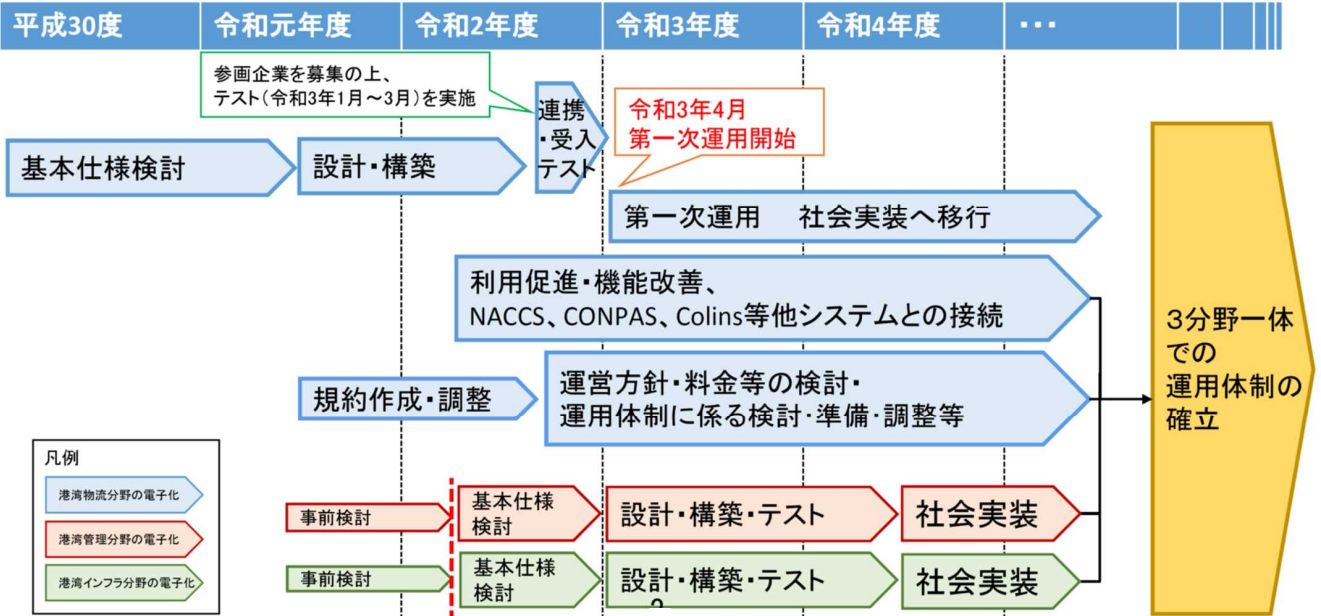 平成30度
令和元年度
令和2年度
令和3年度
令和4年度
・・・
参画企業を募集の上、
テスト(令和3年1月～3月)を実施
連携
・受入
テスト
令和3年4月
第一次運用開始
基本仕様検討
設計・構築
第一次運用　社会実装へ移行
利用促進・機能改善、
NACCS、CONPAS、Colins等他システムとの接続
規約作成・調整
運営方針・料金等の検討・
運用体制に係る検討・準備・調整等
3分野一体
での
運用体制の
確立
凡例
港湾物流分野の電子化
港湾管理分野の電子化
港湾インフラ分野の電子化
事前検討
基本仕様
検討
設計・構築・テスト
社会実装
事前検討
基本仕様
検討
設計・構築・テスト
社会実装